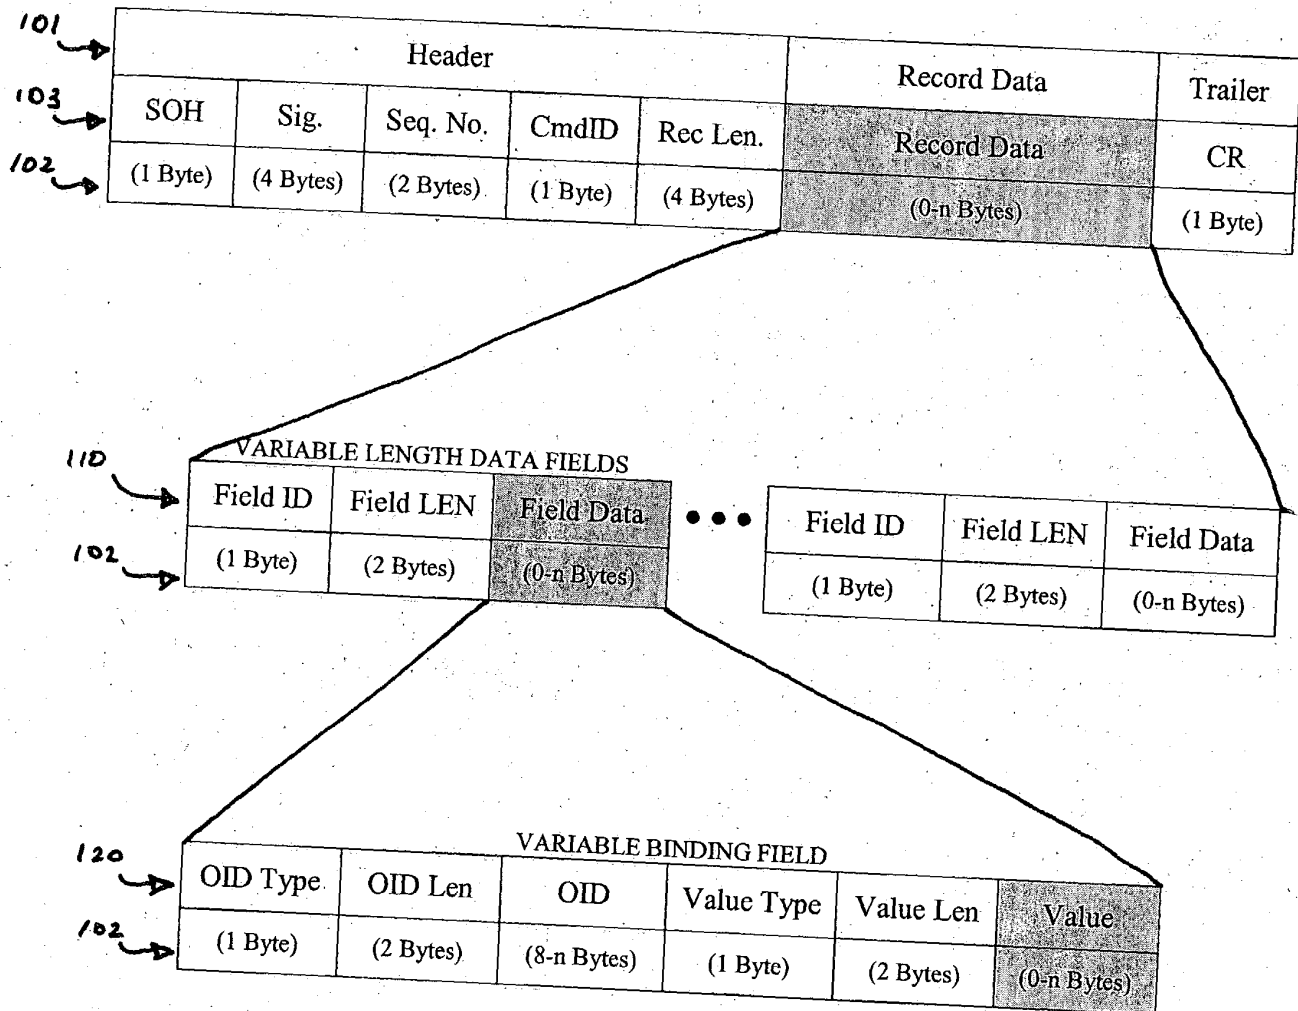 101 Header Record Data Trailer
103 SOH Sig. Seq. No. CmdID Rec Len. Record Data CR
102 (1 Byte) (4 Bytes) (2 Bytes) (1 Byte) (4 Bytes) (0-n Bytes) (1 Byte)
VARIABLE LENGTH DATA FIELDS
110 Field ID Field LEN Field Data ••• Field ID Field LEN Field Data
102 (1 Byte) (2 Bytes) (0-n Bytes) (1 Byte) (2 Bytes) (0-n Bytes)
VARIABLE BINDING FIELD
120 OID Type OID Len OID Value Type Value Len Value
102 (1 Byte) (2 Bytes) (8-n Bytes) (1 Byte) (2 Bytes) (0-n Bytes)